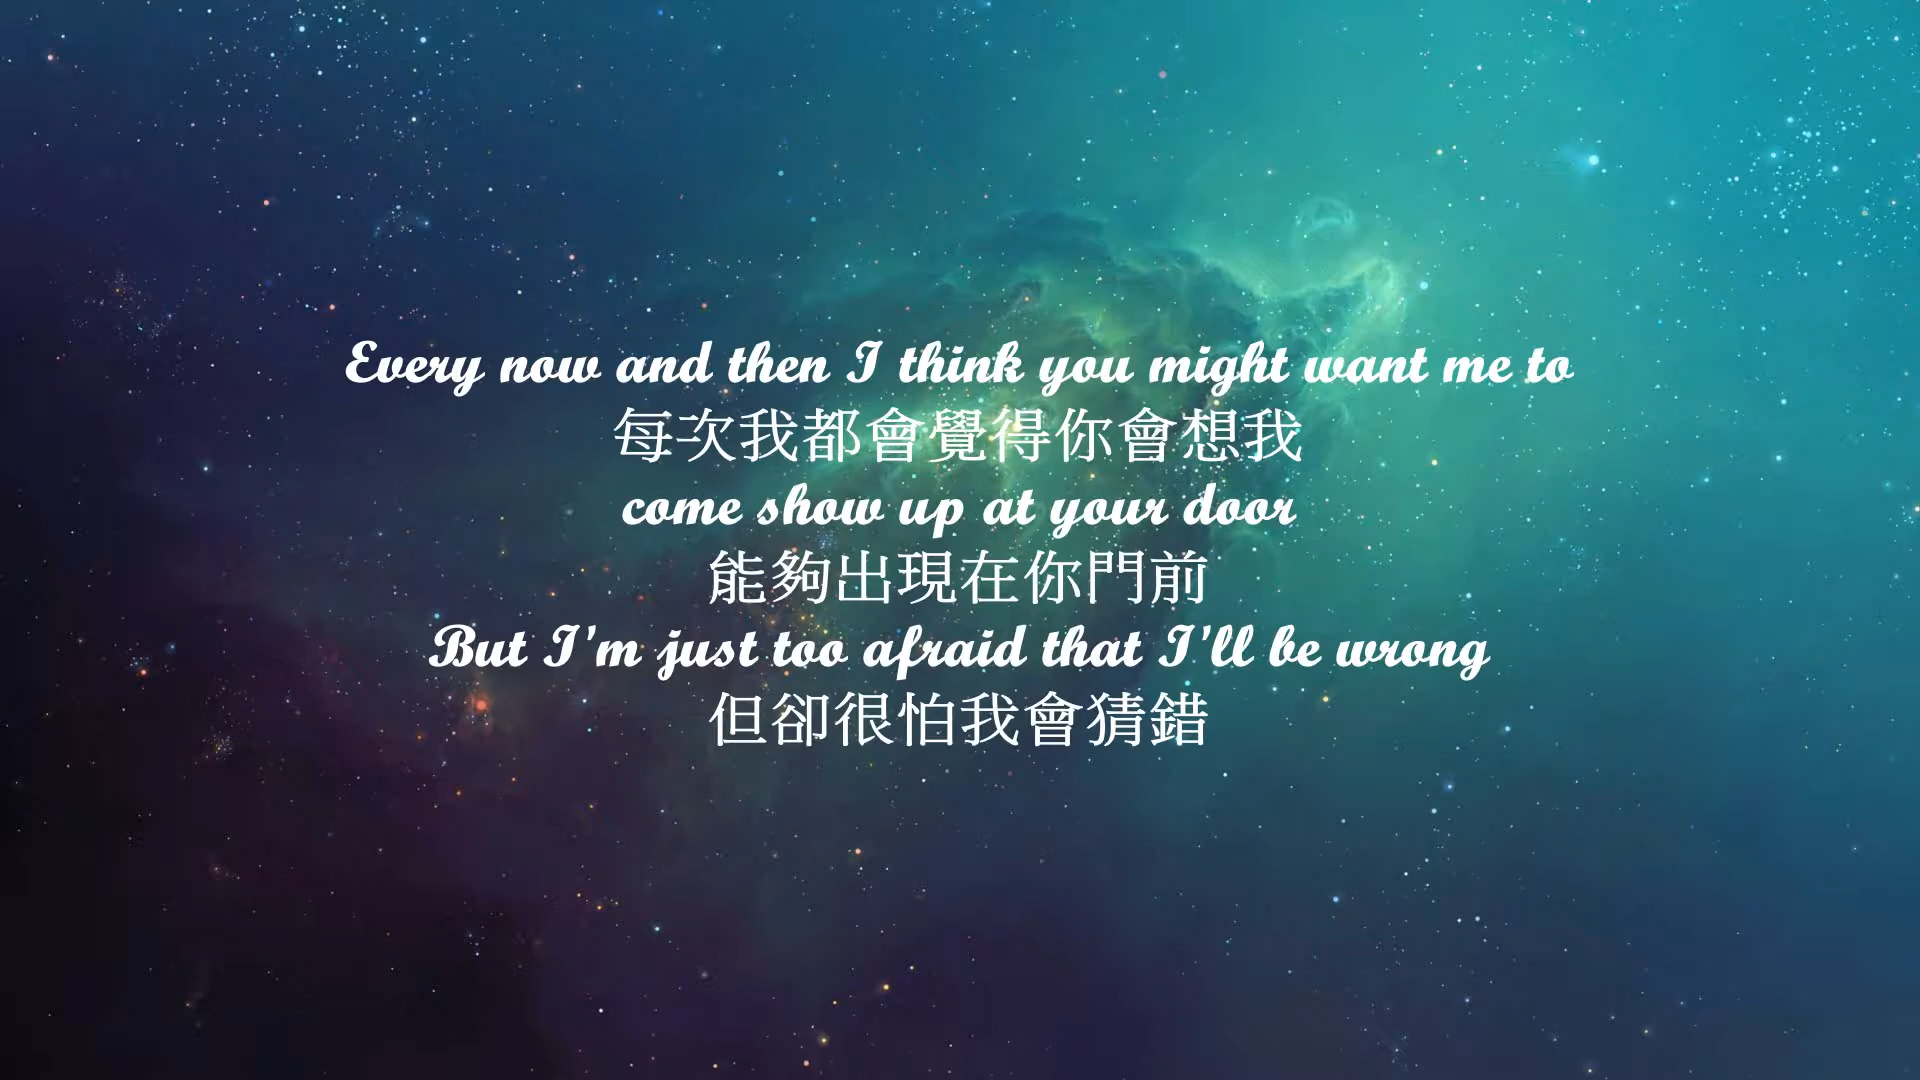 Every now and then I think you might want me to
每次我都會覺得你會想我
come show up at your door
能夠出現在你門前
But I'm just too afraid that I'll be wrong
但卻很怕我會猜錯